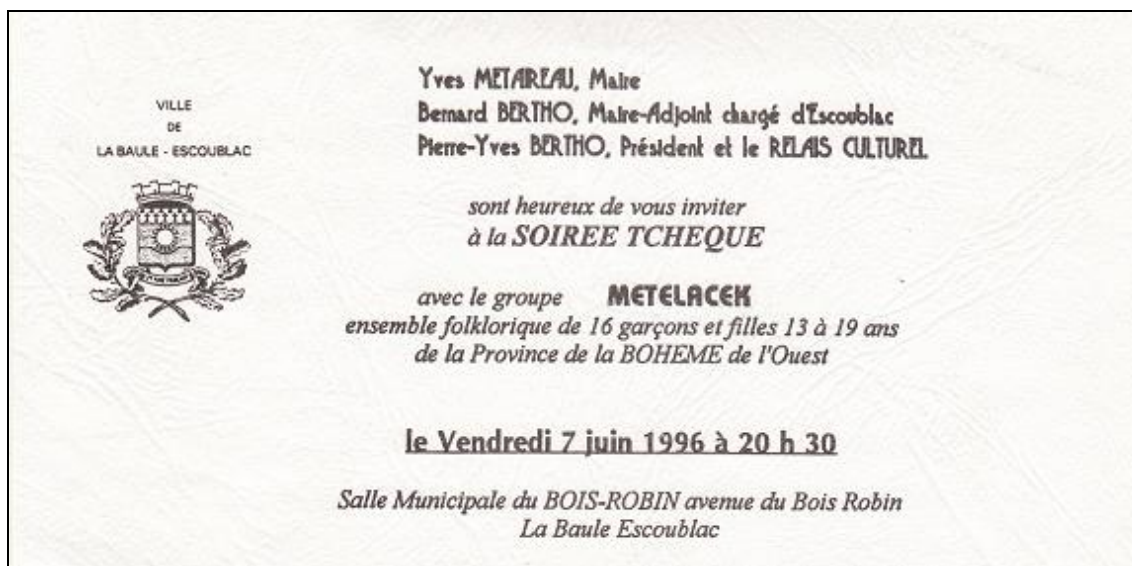 VILLE
DE
LA BAULE - ESCOUBLAC
Yves METAIREAU, Maire
Bernard BERTHO, Maire-Adjoint chargé d'Escoublac
Pierre-Yves BERTHO, Président et le RELAIS CULTUREL
sont heureux de vous inviter
à la SOIREE TCHEQUE
avec le groupe METELACEK
ensemble folklorique de 16 garçons et filles 13 à 19 ans
de la Province de la BOHEME de l'Ouest
le Vendredi 7 juin 1996 à 20 h 30
Salle Municipale du BOIS-ROBIN avenue du Bois Robin
La Baule Escoublac